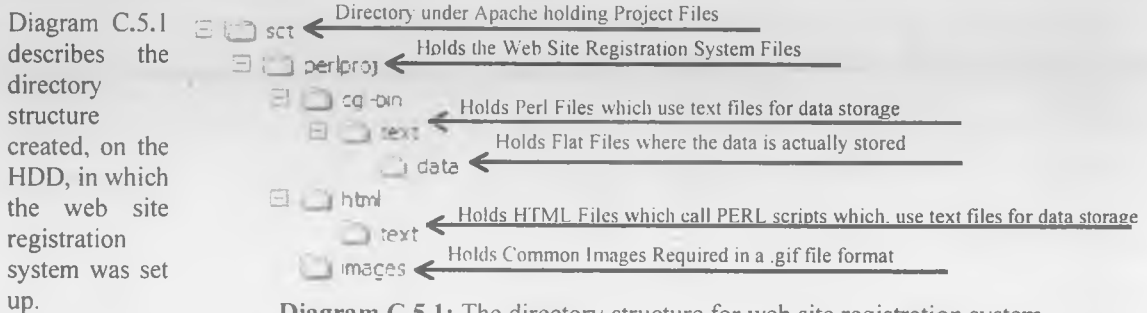 Diagram C.5.1
describes the
directory
structure
created, on the
HDD, in which
the web site
registration
system was set
up.
sct Directory under Apache holding Project Files
perlproj Holds the Web Site Registration System Files
cgi-bin
text Holds Perl Files which use text files for data storage
data Holds Flat Files where the data is actually stored
html
text Holds HTML Files which call PERL scripts which, use text files for data storage
images Holds Common Images Required in a .gif file format
Diagram C.5.1: The directory structure for web site registration system